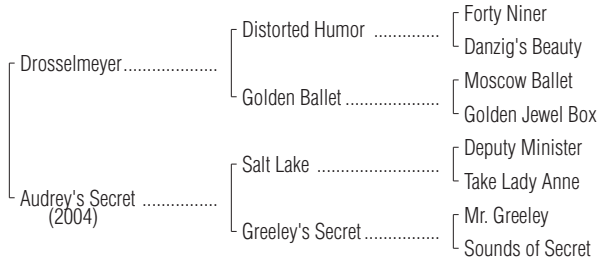 Forty Niner
Distorted Humor ..............
Danzig's Beauty
Drosselmeyer...................
Moscow Ballet
Golden Ballet ....................
Golden Jewel Box
Deputy Minister
Salt Lake ..........................
Take Lady Anne
Audrey's Secret ...............
(2004)
Mr. Greeley
Greeley's Secret................
Sounds of Secret